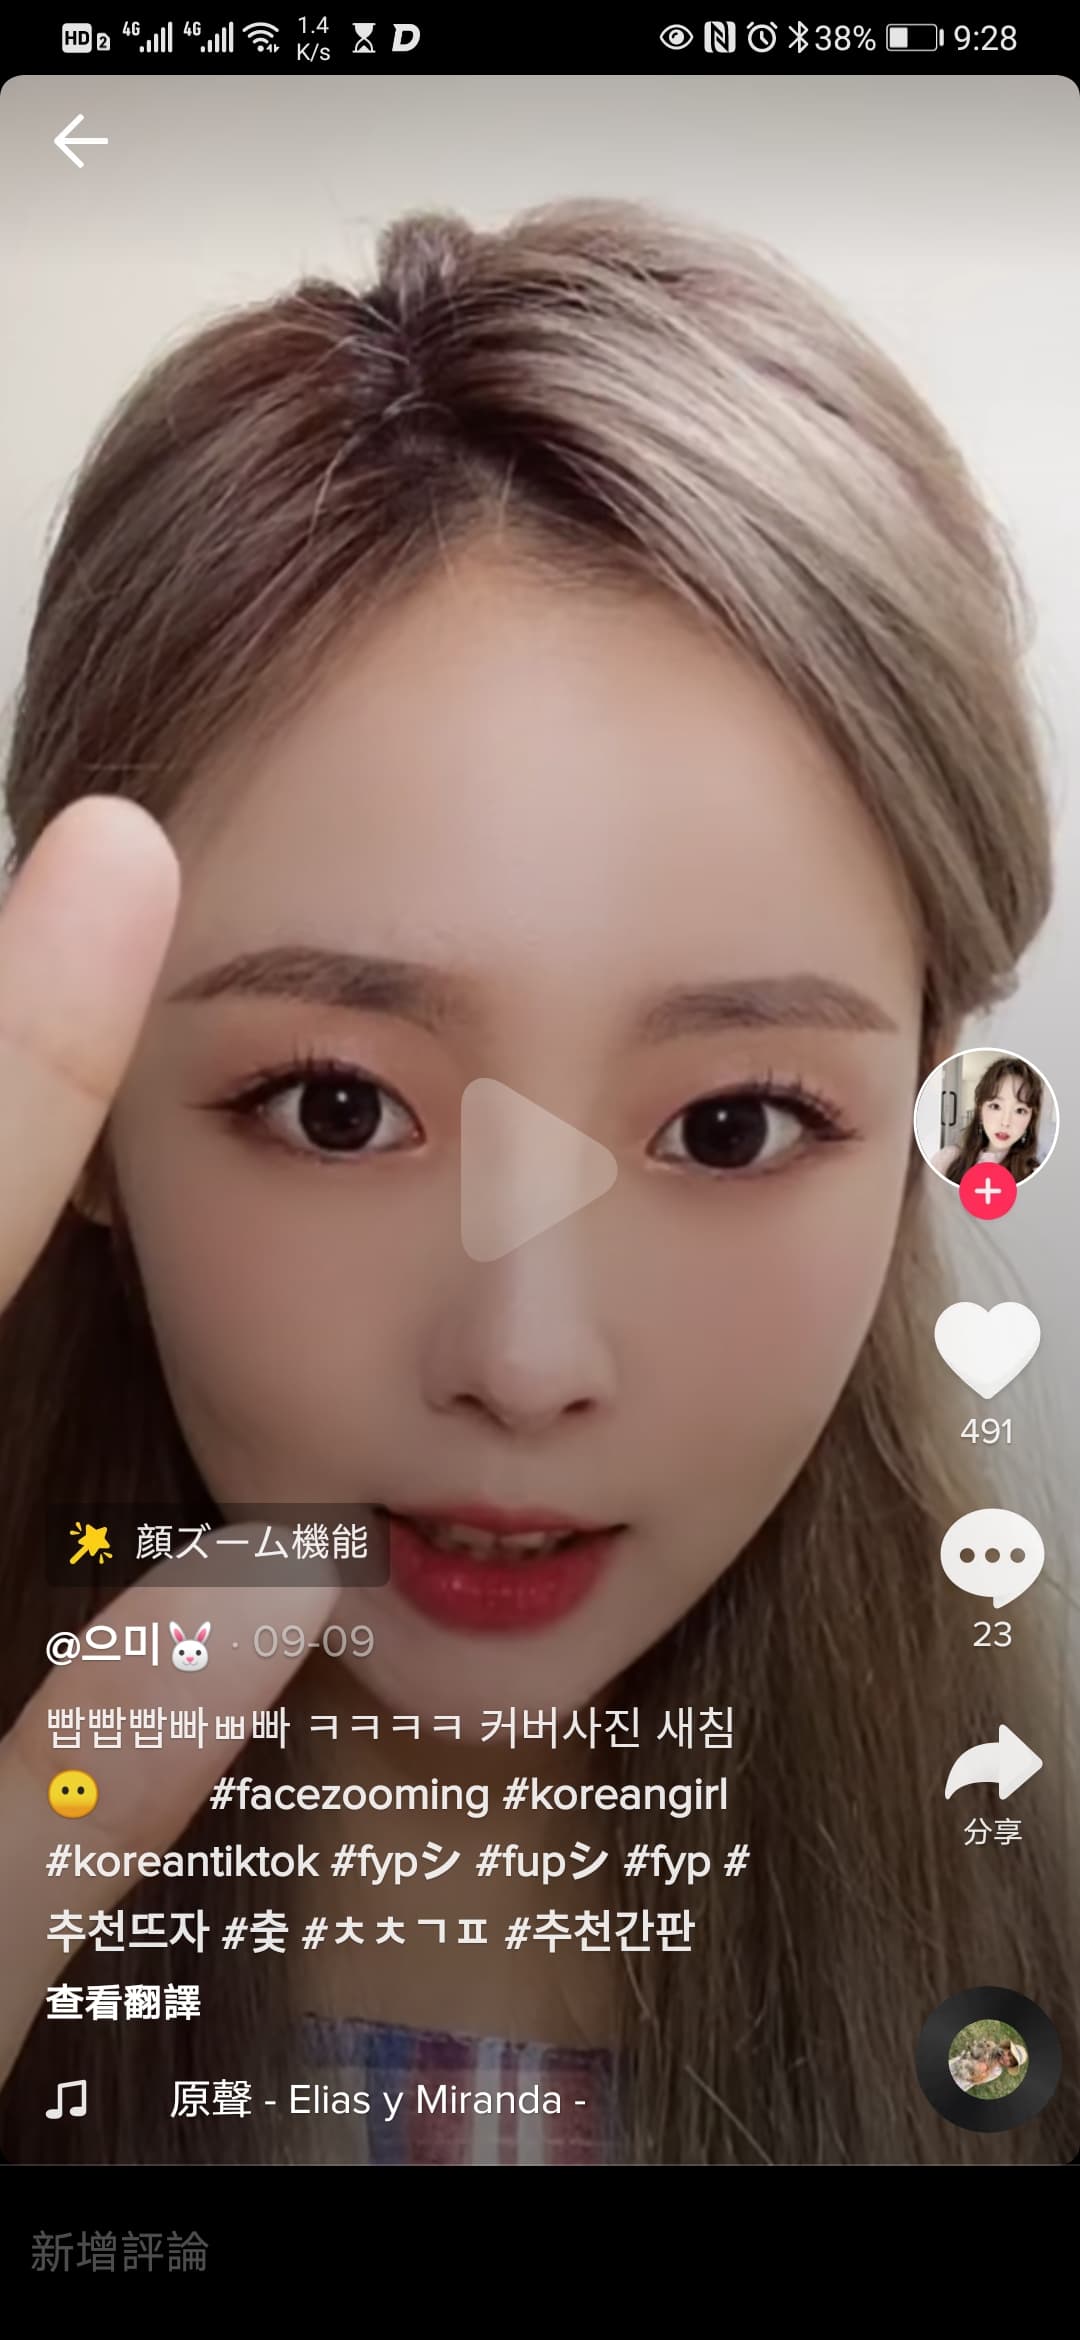 HD 2 4G 4G 1.4 K/s 38% 9:28
491
顔ズーム機能
23
@으미🐰 · 09-09
빱빱빱빠ㅃ빠 ㅋㅋㅋㅋ 커버사진 새침
😶 #facezooming #koreangirl
#koreantiktok #fypシ #fupシ #fyp #
추천뜨자 #춫 #ㅊㅊㄱㅍ #추천간판
分享
查看翻譯
原聲 - Elias y Miranda -
新增評論